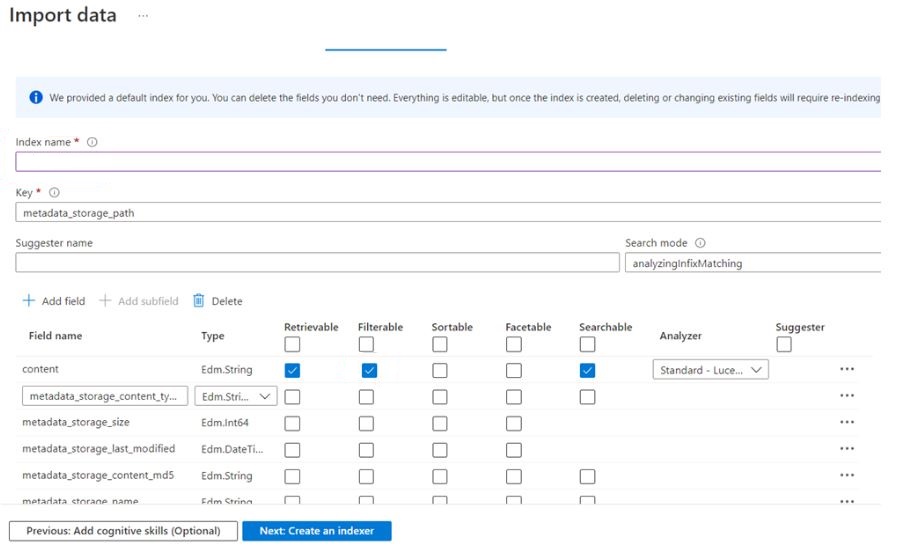 Import data ...
We provided a default index for you. You can delete the fields you don't need. Everything is editable, but once the index is created, deleting or changing existing fields will require re-indexing
Index name *
Key *
metadata_storage_path
Suggester name
Search mode
analyzingInfixMatching
Add field Add subfield Delete
Field name Type Retrievable Filterable Sortable Facetable Searchable Analyzer Suggester
content Edm.String Standard - Luce...
metadata_storage_content_ty... Edm.Stri...
metadata_storage_size Edm.Int64
metadata_storage_last_modified Edm.DateTi...
metadata_storage_content_md5 Edm.String
metadata_storage_name Edm.String
Previous: Add cognitive skills (Optional) Next: Create an indexer